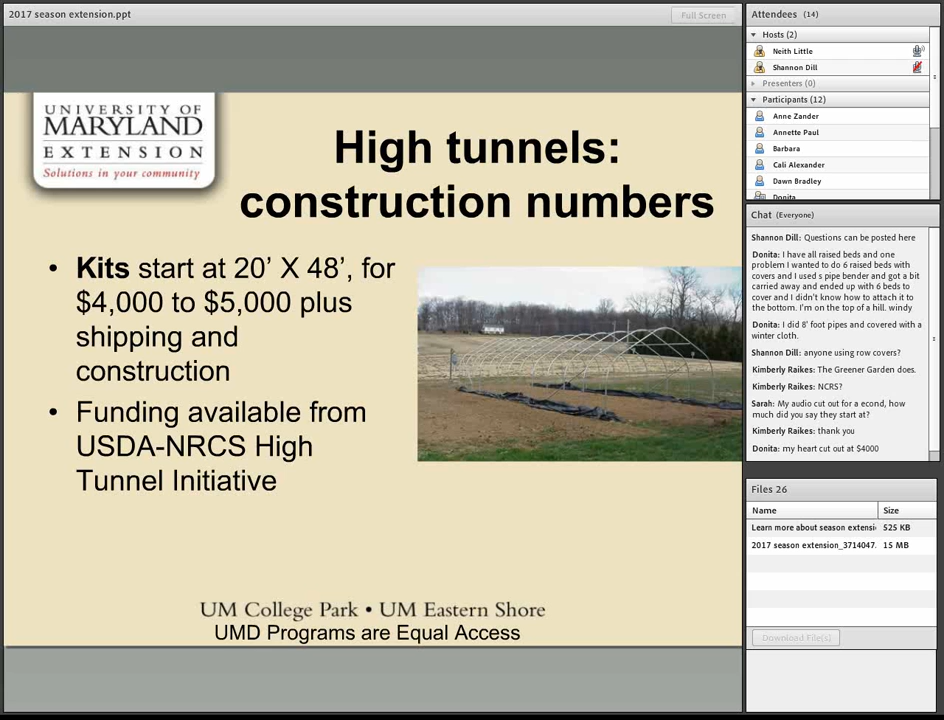 2017 season extension.ppt
Full Screen
UNIVERSITY OF
MARYLAND
EXTENSION
Solutions in your community
High tunnels:
construction numbers
• Kits start at 20’ X 48’, for
$4,000 to $5,000 plus
shipping and
construction
• Funding available from
USDA-NRCS High
Tunnel Initiative
UM College Park • UM Eastern Shore
UMD Programs are Equal Access
Attendees (14)
Hosts (2)
Neith Little
Shannon Dill
Presenters (0)
Participants (12)
Anne Zander
Annette Paul
Barbara
Cali Alexander
Dawn Bradley
Donita
Chat (Everyone)
Shannon Dill: Questions can be posted here
Donita: I have all raised beds and one
problem I wanted to do 6 raised beds with
covers and I used s pipe bender and got a bit
carried away and ended up with 6 beds to
cover and I didn't know how to attach it to
the bottom. I'm on the top of a hill. windy
Donita: I did 8' foot pipes and covered with a
winter cloth.
Shannon Dill: anyone using row covers?
Kimberly Raikes: The Greener Garden does.
Kimberly Raikes: NCRS?
Sarah: My audio cut out for a econd, how
much did you say they start at?
Kimberly Raikes: thank you
Donita: my heart cut out at $4000
Files 26
Name Size
Learn more about season extensi 525 KB
2017 season extension_3714047. 15 MB
Download File(s)